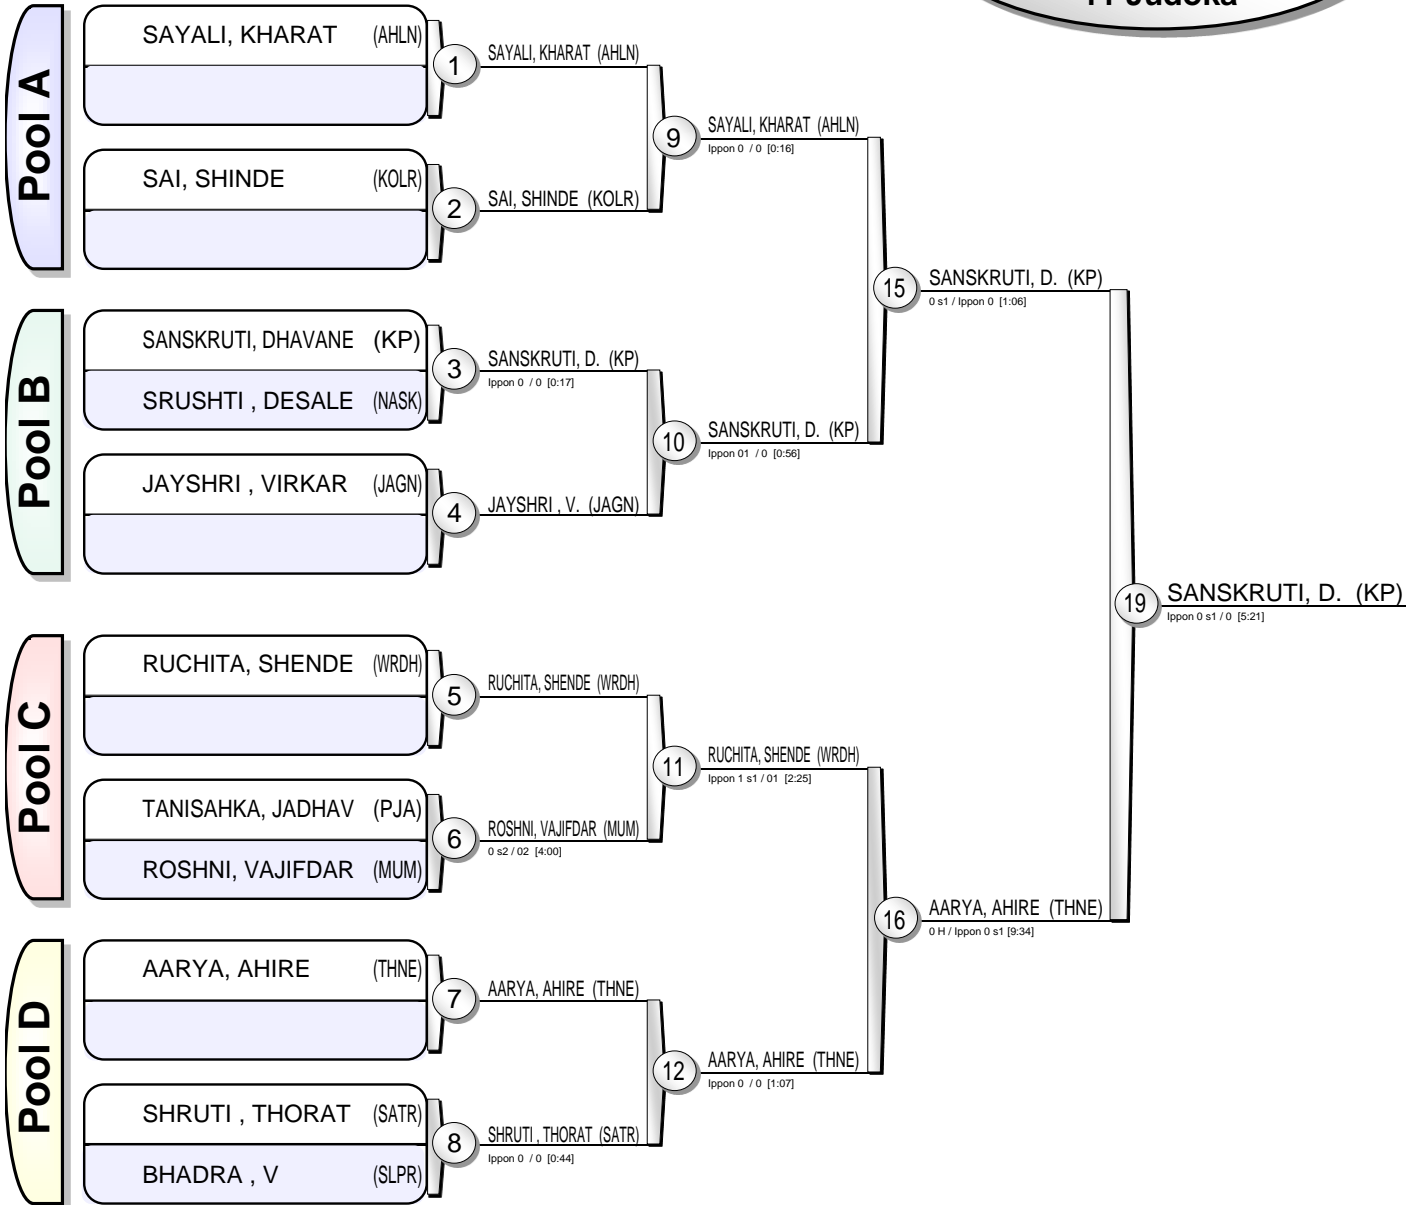 11 Judoka
Pool A
SAYALI, KHARAT (AHLN)
1
SAYALI, KHARAT (AHLN)
SAI, SHINDE (KOLR)
2
SAI, SHINDE (KOLR)
9
SAYALI, KHARAT (AHLN)
Ippon 0 / 0 [0:16]
Pool B
SANSKRUTI, DHAVANE (KP)
SRUSHTI , DESALE (NASK)
3
SANSKRUTI, D. (KP)
Ippon 0 / 0 [0:17]
JAYSHRI , VIRKAR (JAGN)
4
JAYSHRI , V. (JAGN)
10
SANSKRUTI, D. (KP)
Ippon 01 / 0 [0:56]
15
SANSKRUTI, D. (KP)
0 s1 / Ippon 0 [1:06]
Pool C
RUCHITA, SHENDE (WRDH)
5
RUCHITA, SHENDE (WRDH)
TANISAHKA, JADHAV (PJA)
ROSHNI, VAJIFDAR (MUM)
6
ROSHNI, VAJIFDAR (MUM)
0 s2 / 02 [4:00]
11
RUCHITA, SHENDE (WRDH)
Ippon 1 s1 / 01 [2:25]
Pool D
AARYA, AHIRE (THNE)
7
AARYA, AHIRE (THNE)
SHRUTI , THORAT (SATR)
BHADRA , V (SLPR)
8
SHRUTI , THORAT (SATR)
Ippon 0 / 0 [0:44]
12
AARYA, AHIRE (THNE)
Ippon 0 / 0 [1:07]
16
AARYA, AHIRE (THNE)
0 H / Ippon 0 s1 [9:34]
19
SANSKRUTI, D. (KP)
Ippon 0 s1 / 0 [5:21]